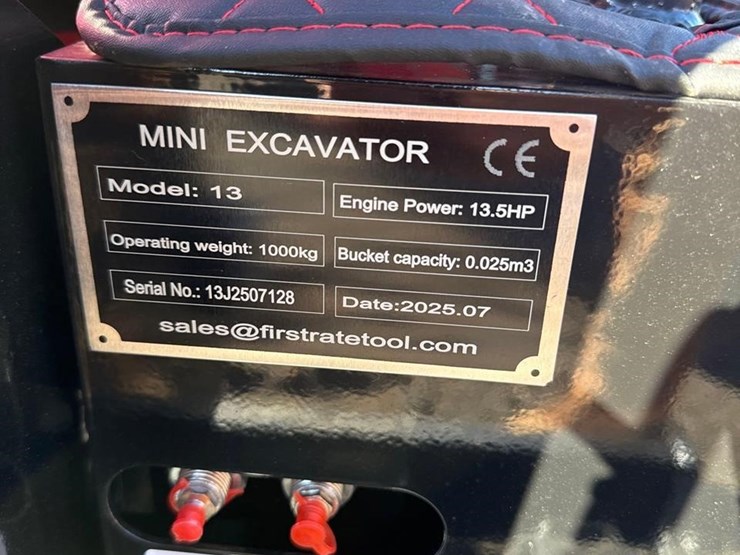 MINI EXCAVATOR CE
Model: 13
Engine Power: 13.5HP
Operating weight: 1000kg
Bucket capacity: 0.025m3
Serial No.: 13J2507128
Date:2025.07
sales@firstratetool.com